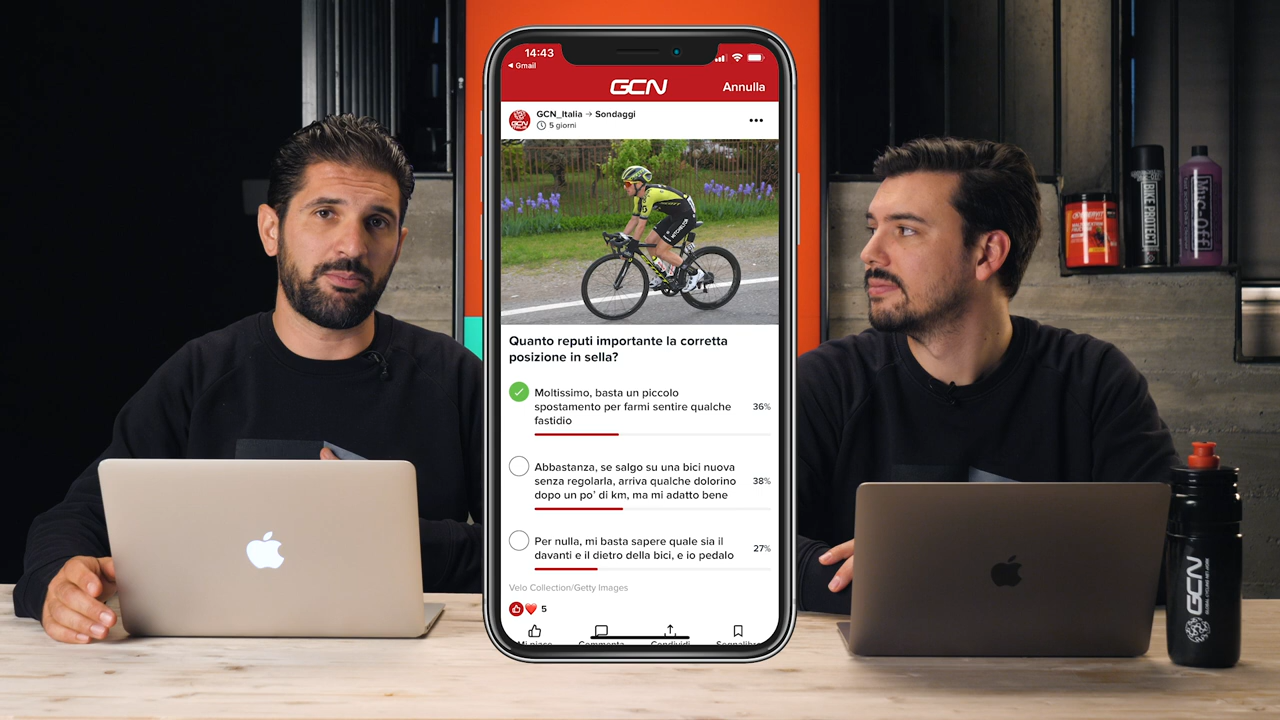 14:43
◀ Gmail
GCN
Annulla
GCN_Italia → Sondaggi
5 giorni
Quanto reputi importante la corretta
posizione in sella?
Moltissimo, basta un piccolo
spostamento per farmi sentire qualche
fastidio
36%
Abbastanza, se salgo su una bici nuova
senza regolarla, arriva qualche dolorino
dopo un po' di km, ma mi adatto bene
38%
Per nulla, mi basta sapere quale sia il
davanti e il dietro della bici, e io pedalo
27%
Velo Collection/Getty Images
5
BIKE PROTECT
MUC-OFF
GCN
GLOBAL CYCLING NETWORK